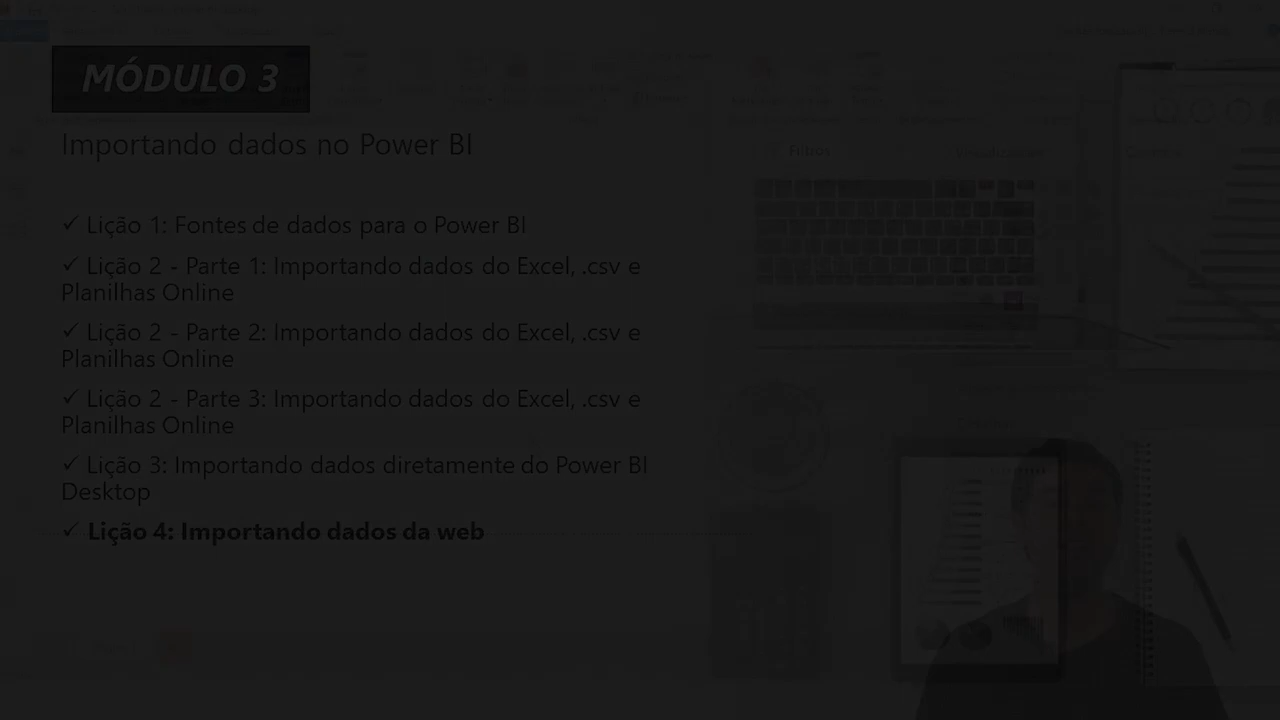 MÓDULO 3
Importando dados no Power BI
✓ Lição 1: Fontes de dados para o Power BI
✓ Lição 2 - Parte 1: Importando dados do Excel, .csv e
Planilhas Online
✓ Lição 2 - Parte 2: Importando dados do Excel, .csv e
Planilhas Online
✓ Lição 2 - Parte 3: Importando dados do Excel, .csv e
Planilhas Online
✓ Lição 3: Importando dados diretamente do Power BI
Desktop
✓ Lição 4: Importando dados da web
Filtros